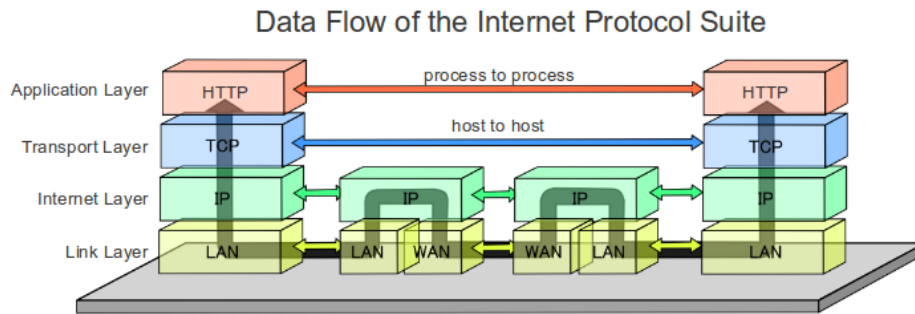 Data Flow of the Internet Protocol Suite
Application Layer HTTP process to process HTTP
Transport Layer TCP host to host TCP
Internet Layer IP IP IP IP
Link Layer LAN LAN WAN WAN LAN LAN